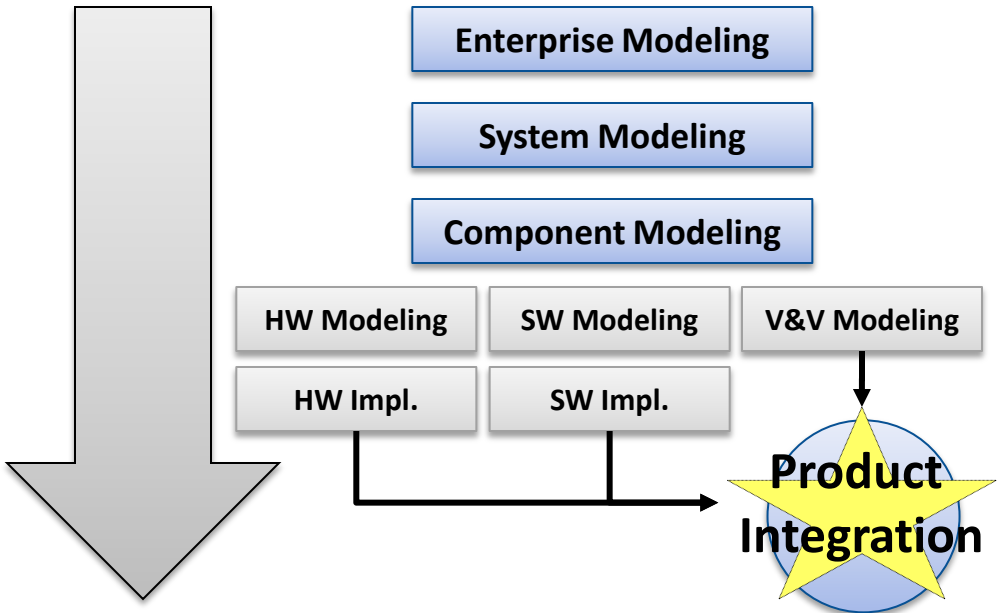 Enterprise Modeling
System Modeling
Component Modeling
HW Modeling
SW Modeling
V&V Modeling
HW Impl.
SW Impl.
Product
Integration